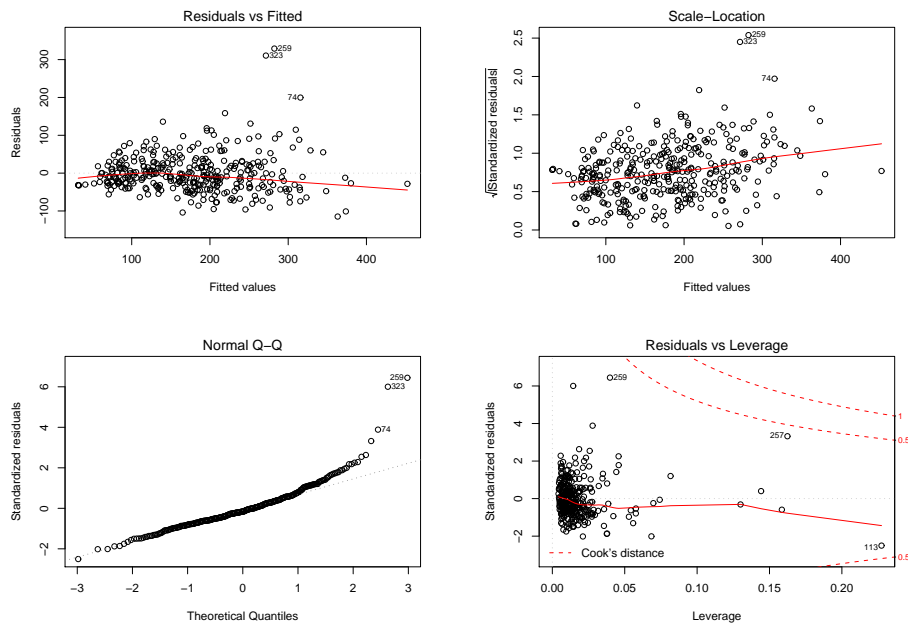 Residuals vs Fitted
Residuals
−100 0 100 200 300
259
323
74
100 200 300 400
Fitted values
Scale−Location
√|Standardized residuals|
0.0 0.5 1.0 1.5 2.0 2.5
259
323
74
100 200 300 400
Fitted values
Normal Q−Q
Standardized residuals
−2 0 2 4 6
259
323
74
−3 −2 −1 0 1 2 3
Theoretical Quantiles
Residuals vs Leverage
Standardized residuals
−2 0 2 4 6
259
257
113
1
0.5
0.5
Cook's distance
0.00 0.05 0.10 0.15 0.20
Leverage